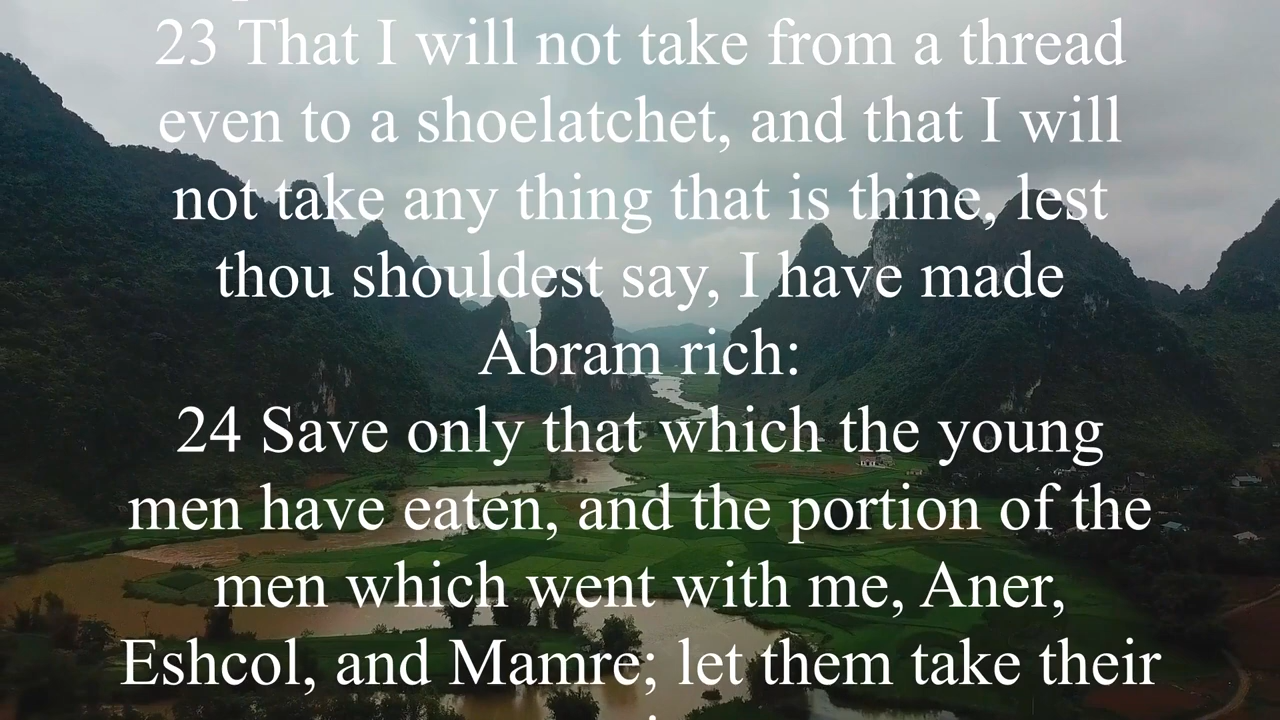 23 That I will not take from a thread
even to a shoelatchet, and that I will
not take any thing that is thine, lest
thou shouldest say, I have made
Abram rich:
24 Save only that which the young
men have eaten, and the portion of the
men which went with me, Aner,
Eshcol, and Mamre; let them take their